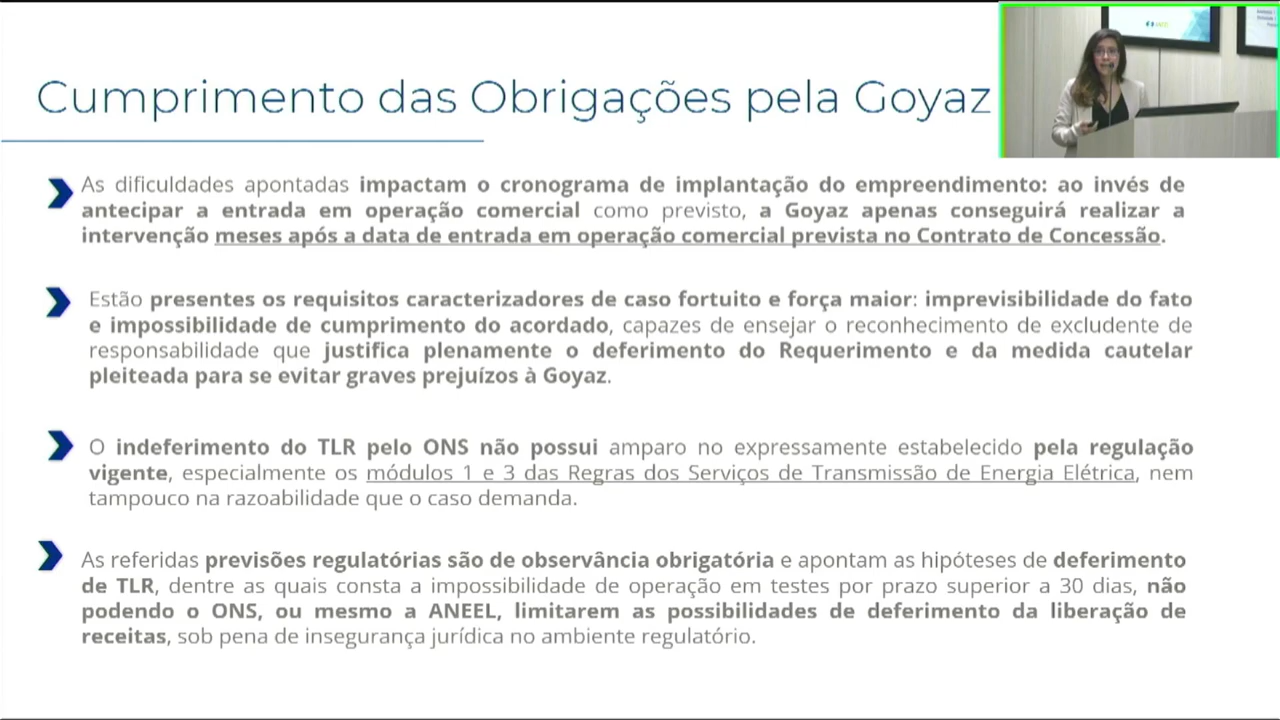 Cumprimento das Obrigações pela Goyaz
As dificuldades apontadas impactam o cronograma de implantação do empreendimento: ao invés de
antecipar a entrada em operação comercial como previsto, a Goyaz apenas conseguirá realizar a
intervenção meses após a data de entrada em operação comercial prevista no Contrato de Concessão.
Estão presentes os requisitos caracterizadores de caso fortuito e força maior: imprevisibilidade do fato
e impossibilidade de cumprimento do acordado, capazes de ensejar o reconhecimento de excludente de
responsabilidade que justifica plenamente o deferimento do Requerimento e da medida cautelar
pleiteada para se evitar graves prejuízos à Goyaz.
O indeferimento do TLR pelo ONS não possui amparo no expressamente estabelecido pela regulação
vigente, especialmente os módulos 1 e 3 das Regras dos Serviços de Transmissão de Energia Elétrica, nem
tampouco na razoabilidade que o caso demanda.
As referidas previsões regulatórias são de observância obrigatória e apontam as hipóteses de deferimento
de TLR, dentre as quais consta a impossibilidade de operação em testes por prazo superior a 30 dias, não
podendo o ONS, ou mesmo a ANEEL, limitarem as possibilidades de deferimento da liberação de
receitas, sob pena de insegurança jurídica no ambiente regulatório.